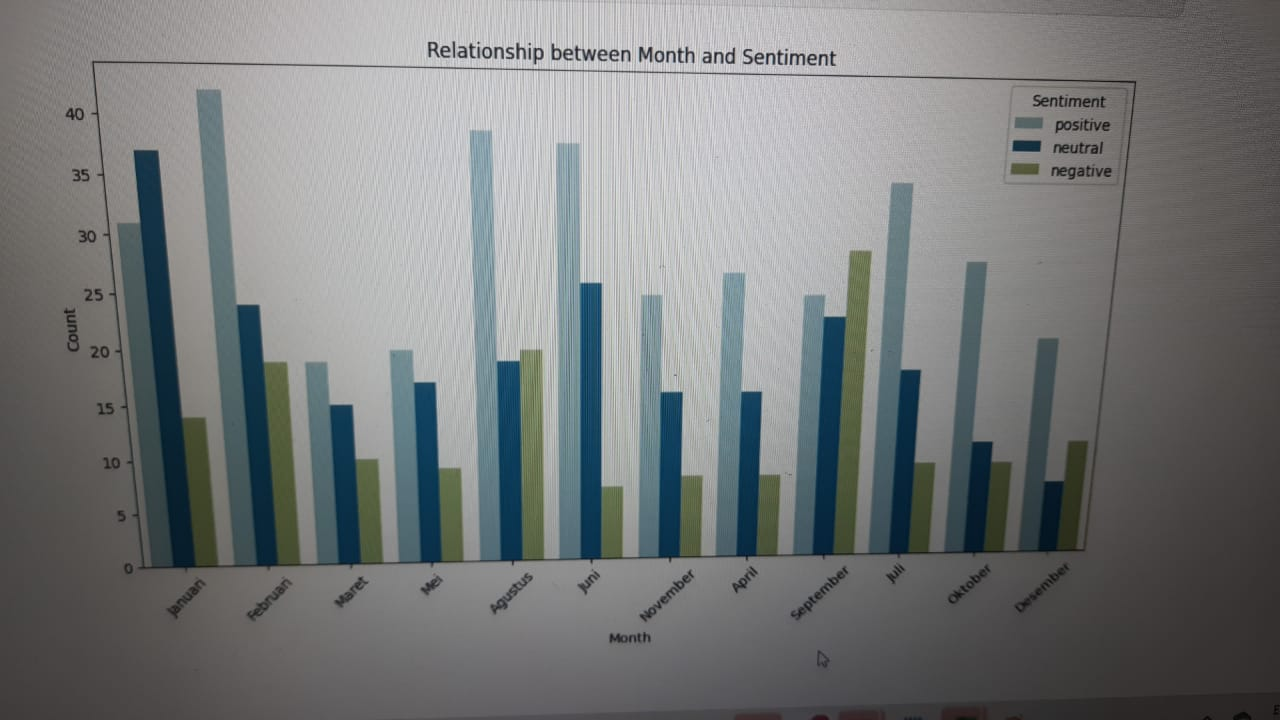 Relationship between Month and Sentiment
Sentiment
positive
neutral
negative
Count
40
35
30
25
20
15
10
5
0
Januari
Februari
Maret
Mei
Agustus
Juni
November
April
September
Juli
Oktober
Desember
Month